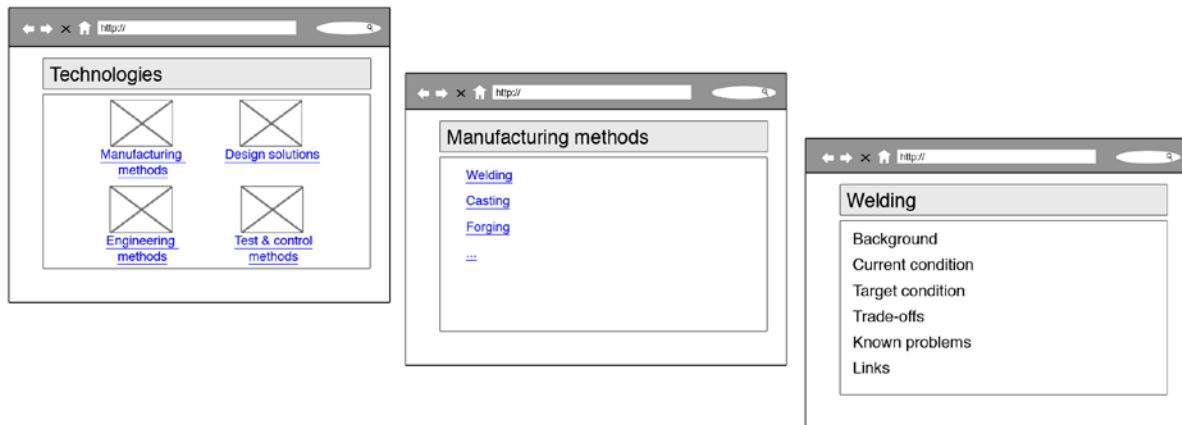 http://
Technologies
Manufacturing
methods
Design solutions
Engineering
methods
Test & control
methods
http://
Manufacturing methods
Welding
Casting
Forging
...
http://
Welding
Background
Current condition
Target condition
Trade-offs
Known problems
Links